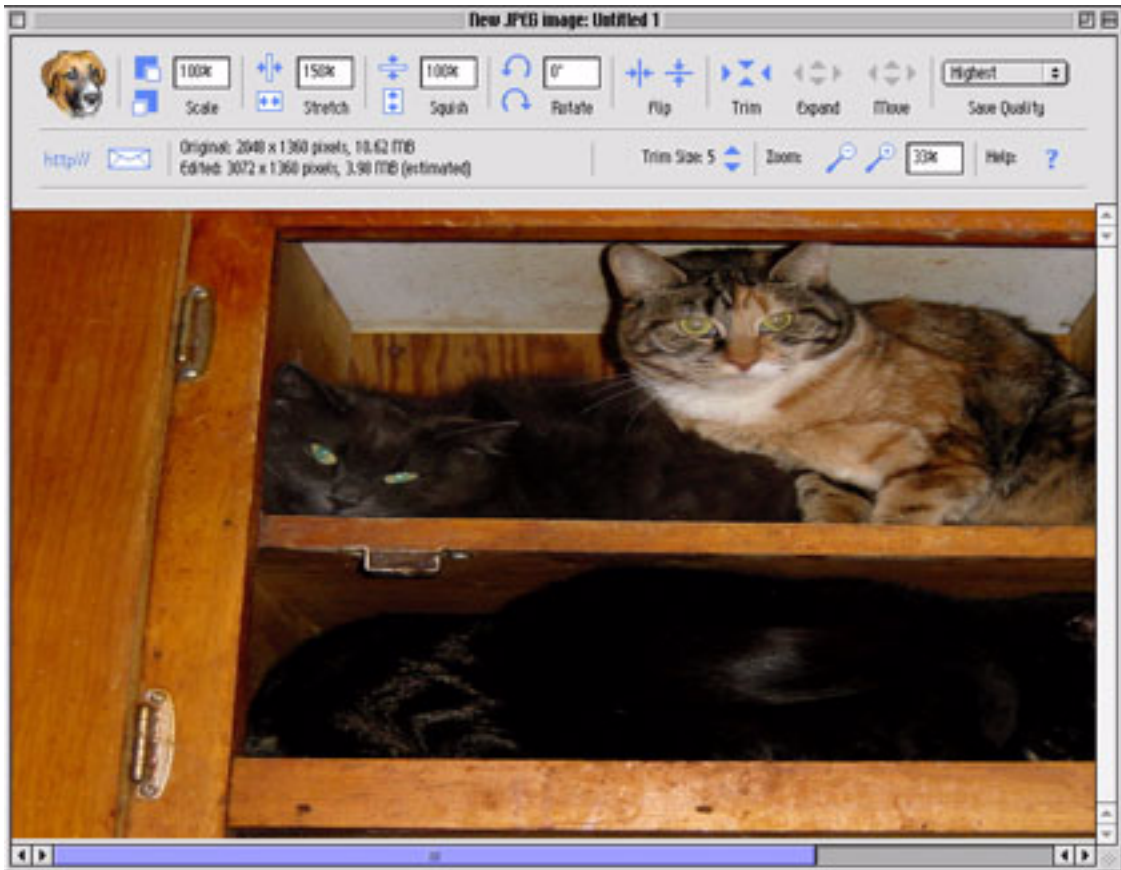 New JPEG image: Untitled 1
100% 150% 100% 0° Highest
Scale Stretch Squish Rotate Flip Trim Expand Move Save Quality
http:// Original: 2048 x 1360 pixels, 10.62 MB
Edited: 3072 x 1360 pixels, 3.98 MB (estimated)
Trim Size: 5 Zoom: 33% Help: ?